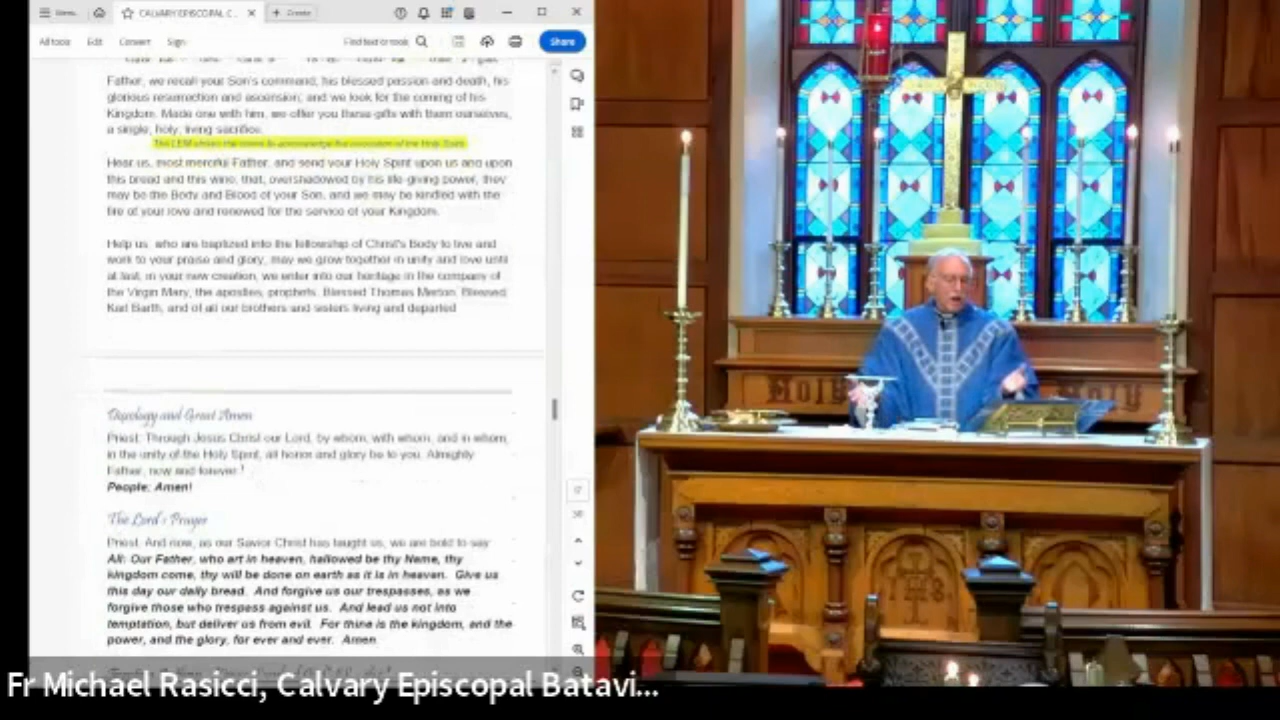 Menu
CALVARY EPISCOPAL C...
Create
All tools Edit Convert Sign
Find text or tools
Share
Father, we recall your Son's command, his blessed passion and death, his
glorious resurrection and ascension; and we look for the coming of his
Kingdom. Made one with him, we offer you these gifts with them ourselves,
a single, holy, living sacrifice.
Hear us, most merciful Father, and send your Holy Spirit upon us and upon
this bread and this wine, that, overshadowed by his life-giving power, they
may be the Body and Blood of your Son, and we may be kindled with the
fire of your love and renewed for the service of your Kingdom.
Help us, who are baptized into the fellowship of Christ's Body to live and
work to your praise and glory; may we grow together in unity and love until
at last, in your new creation, we enter into our heritage in the company of
the Virgin Mary, the apostles, prophets, Blessed Thomas Merton, Blessed
Karl Barth, and of all our brothers and sisters living and departed
Doxology and Great Amen
Priest: Through Jesus Christ our Lord, by whom, with whom, and in whom,
in the unity of the Holy Spirit, all honor and glory be to you, Almighty
Father, now and forever.
People: Amen!
The Lord's Prayer
Priest: And now, as our Savior Christ has taught us, we are bold to say
All: Our Father, who art in heaven, hallowed be thy Name, thy
kingdom come, thy will be done on earth as it is in heaven. Give us
this day our daily bread. And forgive us our trespasses, as we
forgive those who trespass against us. And lead us not into
temptation, but deliver us from evil. For thine is the kingdom, and the
power, and the glory, for ever and ever. Amen.
17
Holy Holy
IHS
Fr Michael Rasicci, Calvary Episcopal Batavi...